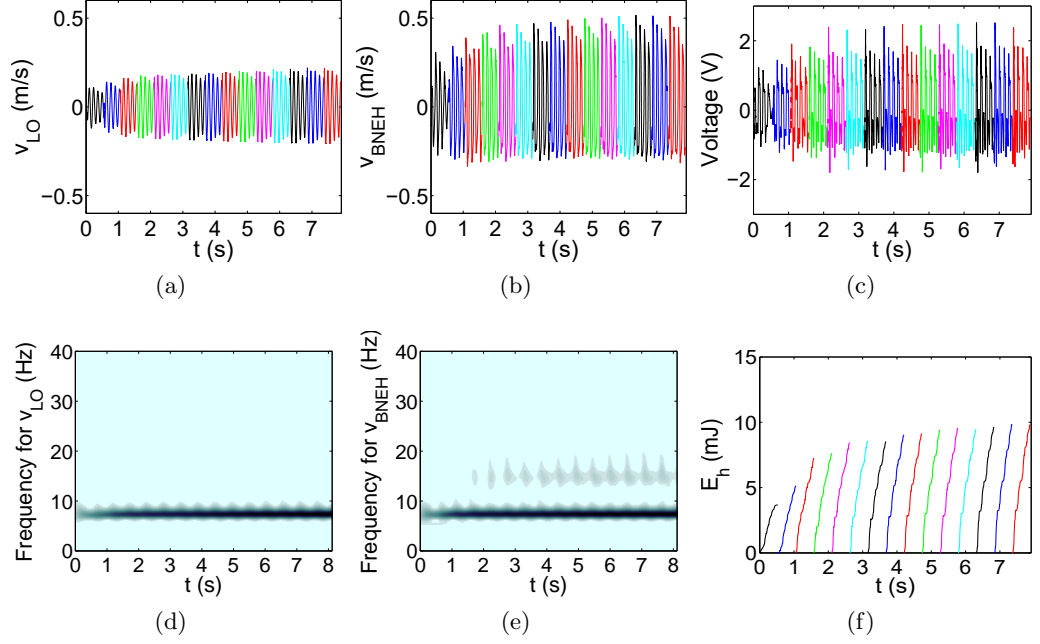 0.5
0
−0.5
v_LO (m/s)
0 1 2 3 4 5 6 7
t (s)
(a)
0.5
0
−0.5
v_BNEH (m/s)
0 1 2 3 4 5 6 7
t (s)
(b)
2
0
−2
Voltage (V)
0 1 2 3 4 5 6 7
t (s)
(c)
40
30
20
10
0
Frequency for v_LO (Hz)
0 1 2 3 4 5 6 7 8
t (s)
(d)
40
30
20
10
0
Frequency for v_BNEH (Hz)
0 1 2 3 4 5 6 7 8
t (s)
(e)
15
10
5
0
E_h (mJ)
0 1 2 3 4 5 6 7
t (s)
(f)